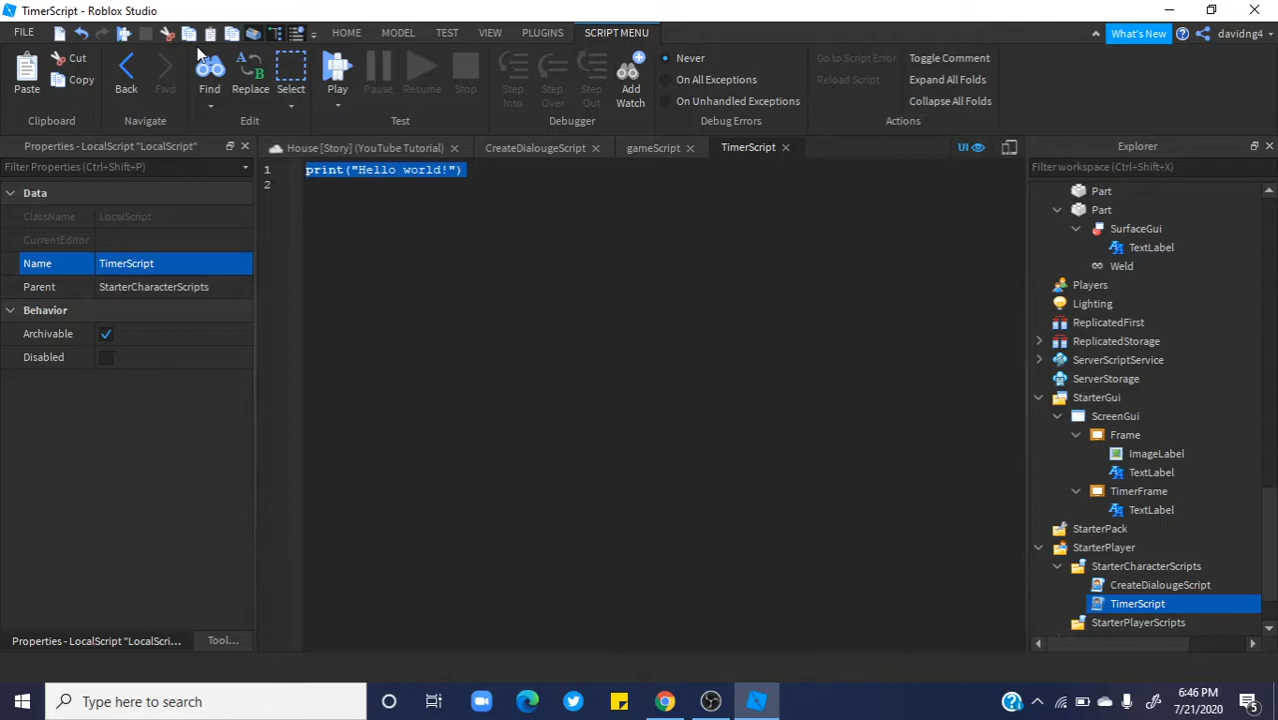 TimerScript - Roblox Studio
FILE
HOME
MODEL
TEST
VIEW
PLUGINS
SCRIPT MENU
What's New
davidng4
Paste
Cut
Copy
Clipboard
Back
Fwd
Navigate
Find
Replace
Select
Edit
Play
Pause
Resume
Stop
Test
Step Into
Step Over
Step Out
Add Watch
Debugger
Never
On All Exceptions
On Unhandled Exceptions
Debug Errors
Go to Script Error
Reload Script
Toggle Comment
Expand All Folds
Collapse All Folds
Actions
Properties - LocalScript "LocalScript"
Filter Properties (Ctrl+Shift+P)
Data
ClassName LocalScript
CurrentEditor
Name TimerScript
Parent StarterCharacterScripts
Behavior
Archivable
Disabled
Properties - LocalScript "LocalScri...
Tool...
House [Story] (YouTube Tutorial)
CreateDialougeScript
gameScript
TimerScript
UI
1 print("Hello world!")
2
Explorer
Filter workspace (Ctrl+Shift+X)
Part
Part
SurfaceGui
TextLabel
Weld
Players
Lighting
ReplicatedFirst
ReplicatedStorage
ServerScriptService
ServerStorage
StarterGui
ScreenGui
Frame
ImageLabel
TextLabel
TimerFrame
TextLabel
StarterPack
StarterPlayer
StarterCharacterScripts
CreateDialougeScript
TimerScript
StarterPlayerScripts
Type here to search
6:46 PM
7/21/2020
5